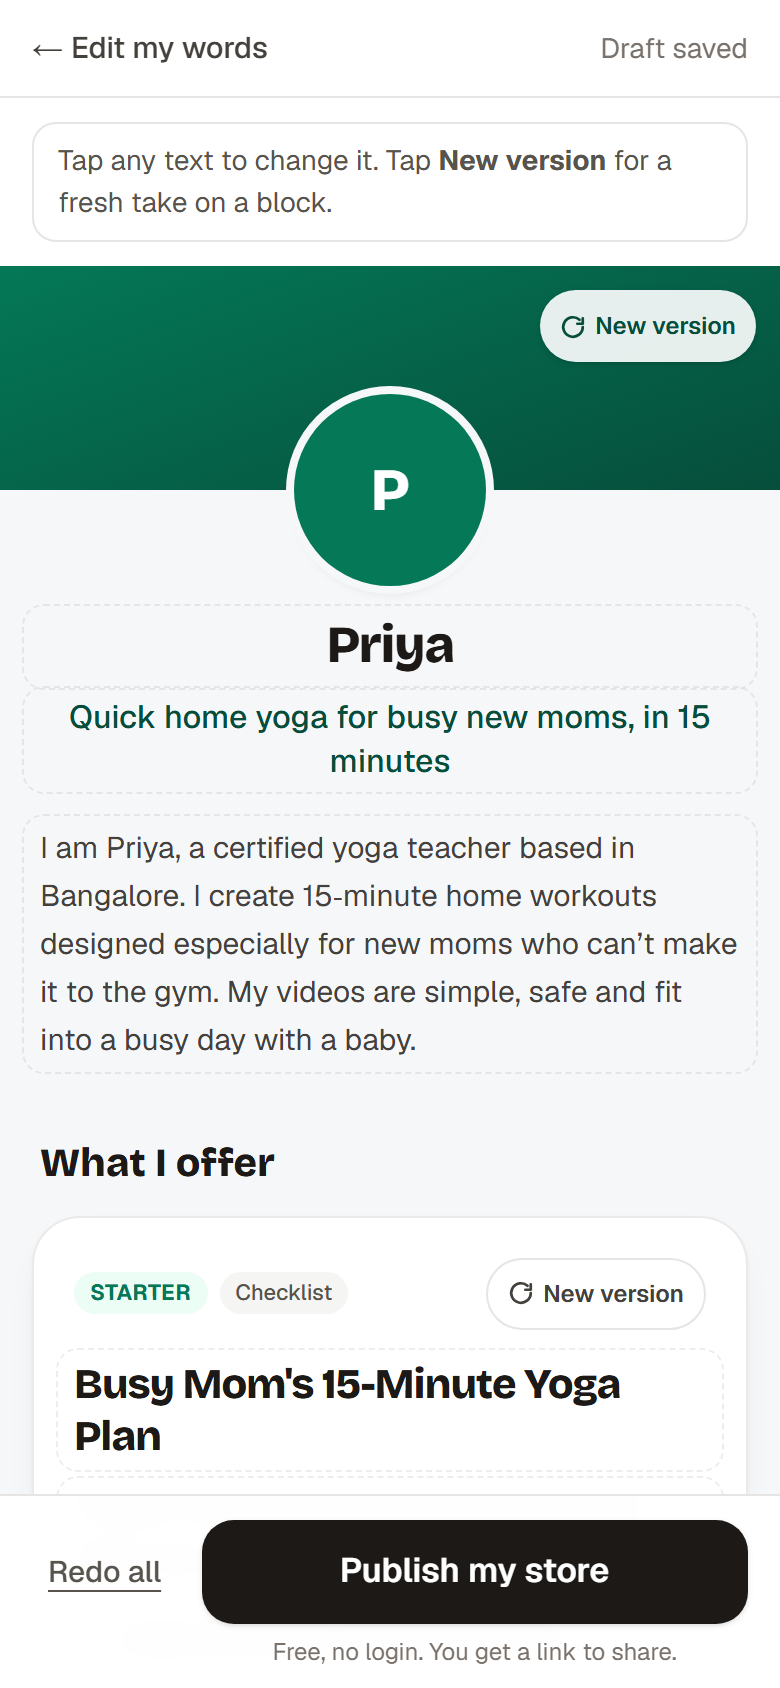 ← Edit my words
Draft saved
Tap any text to change it. Tap New version for a
fresh take on a block.
New version
P
Priya
Quick home yoga for busy new moms, in 15
minutes
I am Priya, a certified yoga teacher based in
Bangalore. I create 15-minute home workouts
designed especially for new moms who can’t make
it to the gym. My videos are simple, safe and fit
into a busy day with a baby.
What I offer
STARTER
Checklist
New version
Busy Mom's 15-Minute Yoga
Plan
Redo all
Publish my store
Free, no login. You get a link to share.